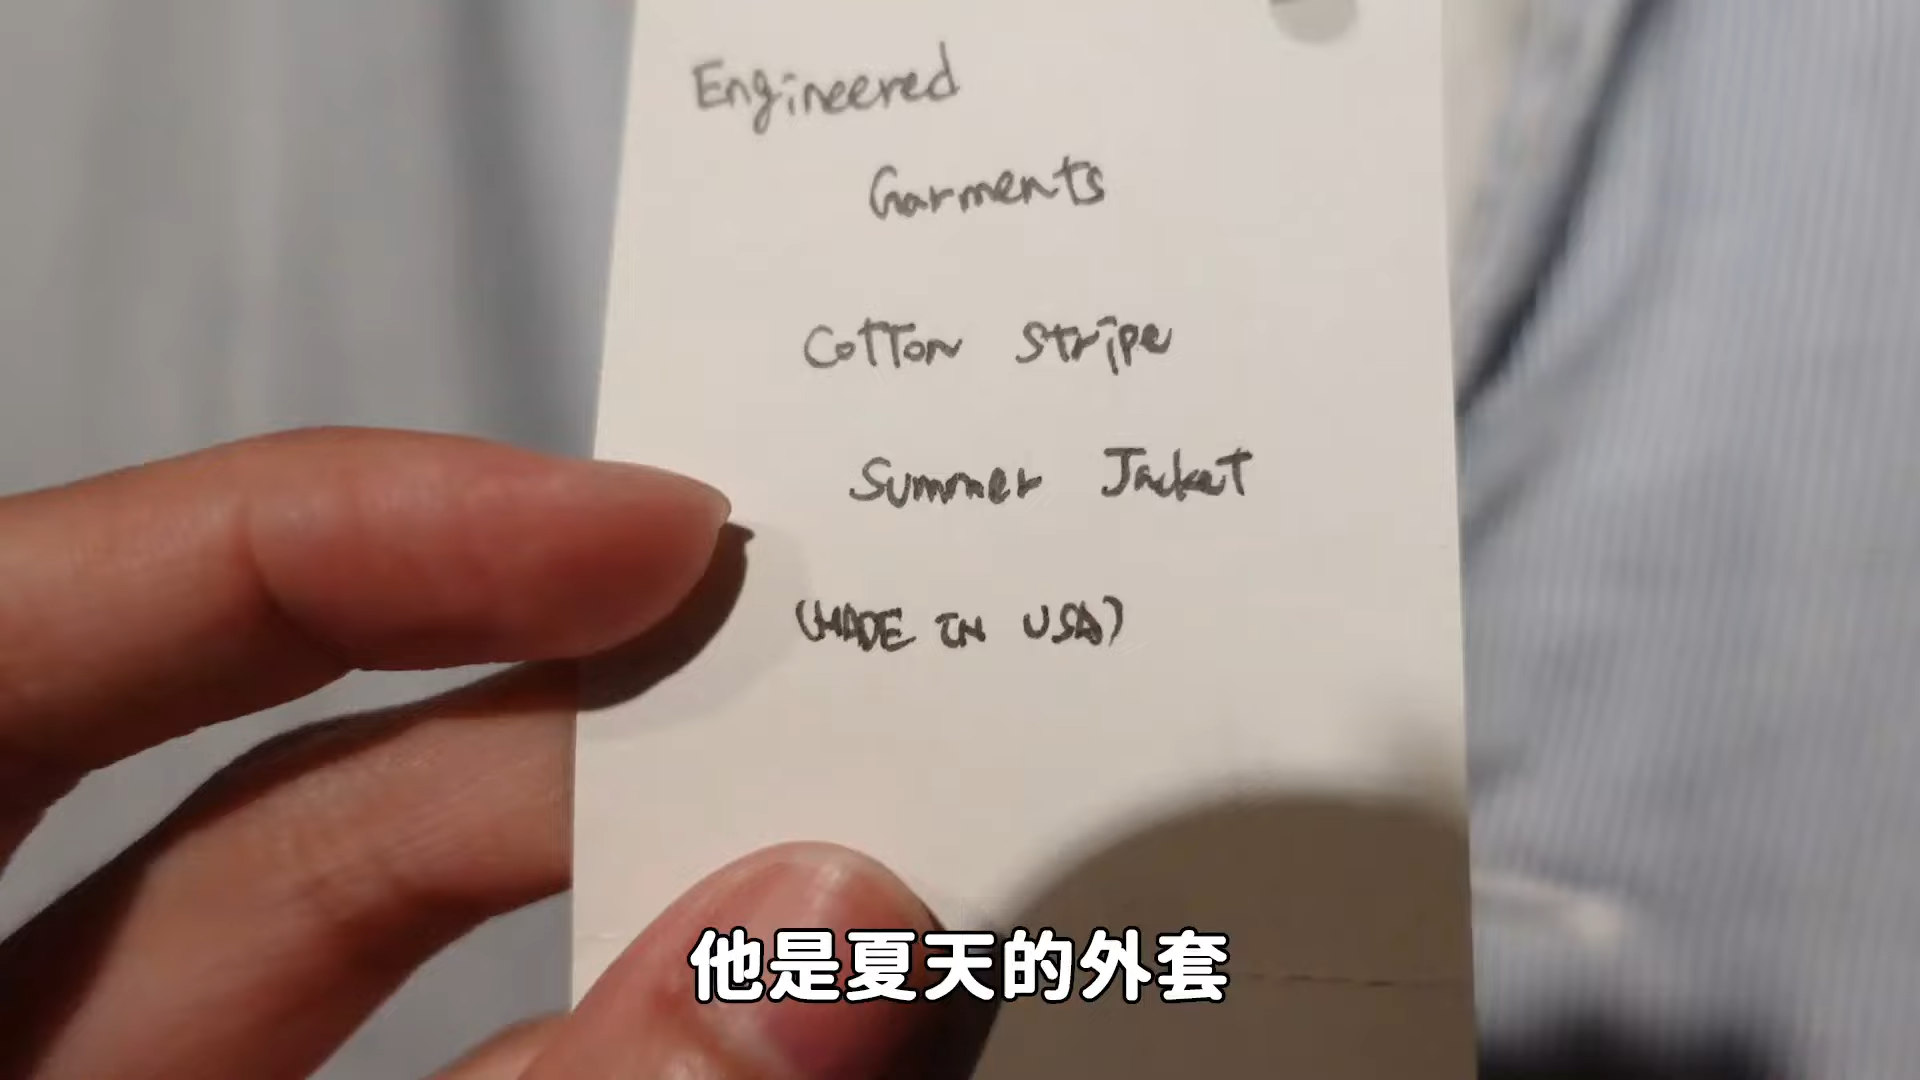 Engineered
Garments
Cotton Stripe
Summer Jacket
(MADE IN USA)
他是夏天的外套